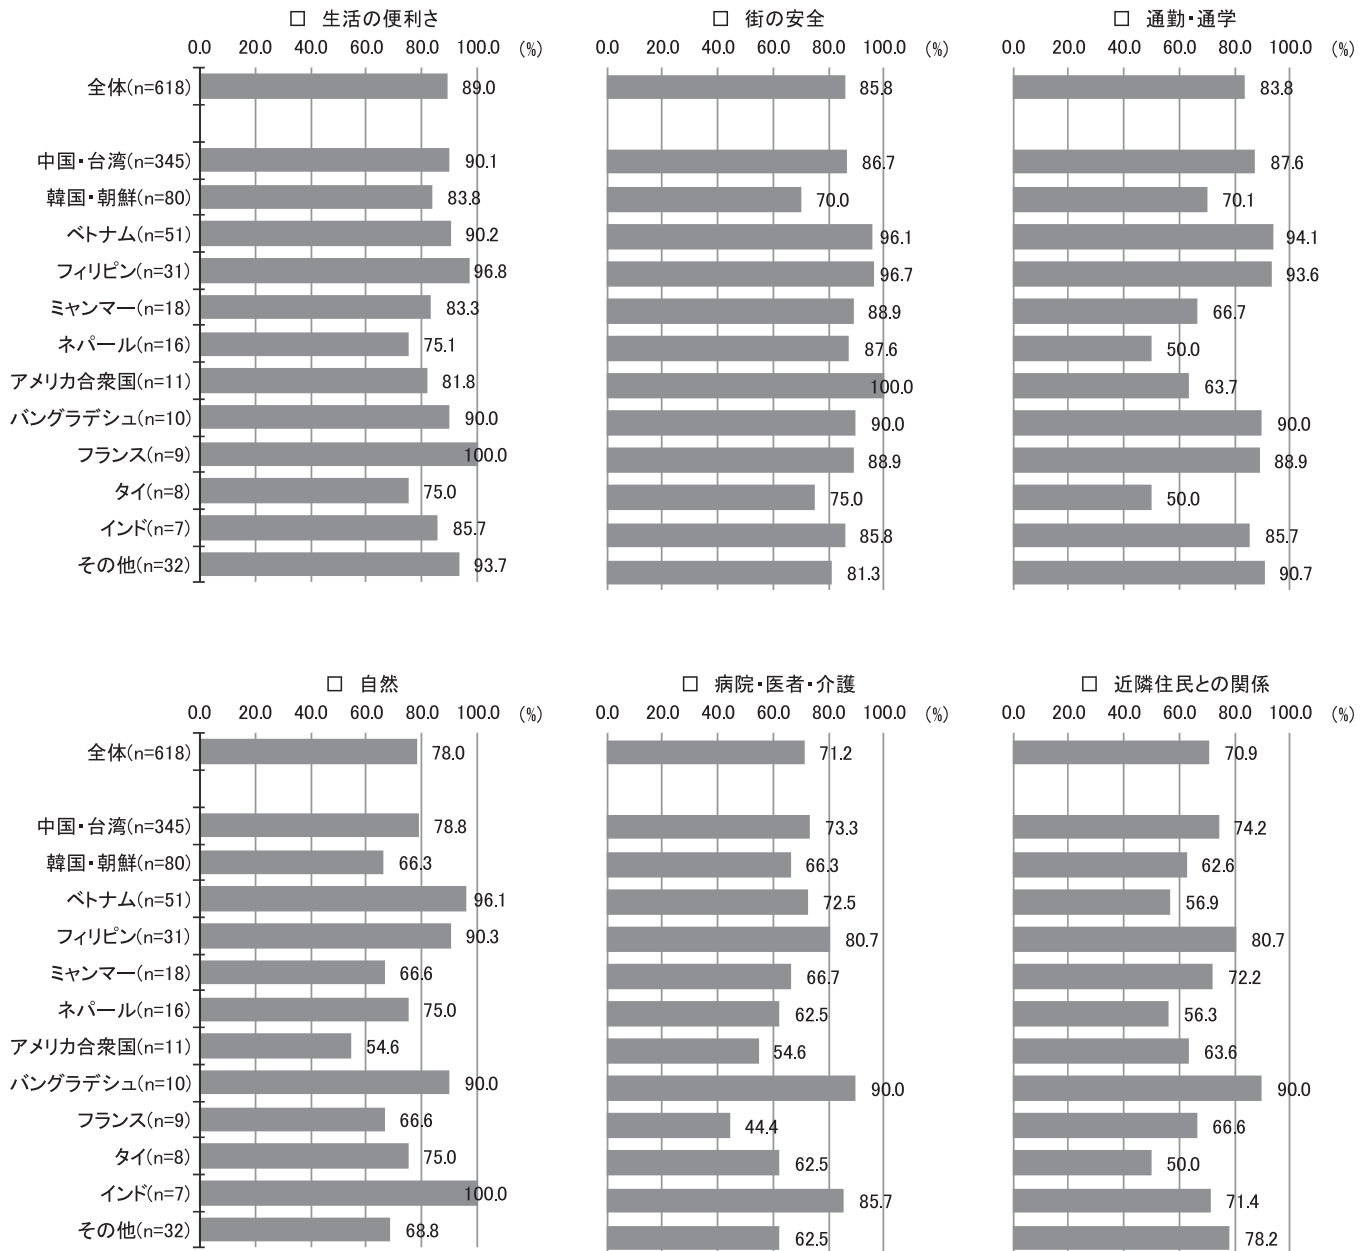 □ 生活の便利さ
0.0 20.0 40.0 60.0 80.0 100.0 (%)
全体(n=618) 89.0
中国・台湾(n=345) 90.1
韓国・朝鮮(n=80) 83.8
ベトナム(n=51) 90.2
フィリピン(n=31) 96.8
ミャンマー(n=18) 83.3
ネパール(n=16) 75.1
アメリカ合衆国(n=11) 81.8
バングラデシュ(n=10) 90.0
フランス(n=9) 100.0
タイ(n=8) 75.0
インド(n=7) 85.7
その他(n=32) 93.7
□ 街の安全
0.0 20.0 40.0 60.0 80.0 100.0 (%)
85.8
86.7
70.0
96.1
96.7
88.9
87.6
100.0
90.0
88.9
75.0
85.8
81.3
□ 通勤・通学
0.0 20.0 40.0 60.0 80.0 100.0 (%)
83.8
87.6
70.1
94.1
93.6
66.7
50.0
63.7
90.0
88.9
50.0
85.7
90.7
□ 自然
0.0 20.0 40.0 60.0 80.0 100.0 (%)
全体(n=618) 78.0
中国・台湾(n=345) 78.8
韓国・朝鮮(n=80) 66.3
ベトナム(n=51) 96.1
フィリピン(n=31) 90.3
ミャンマー(n=18) 66.6
ネパール(n=16) 75.0
アメリカ合衆国(n=11) 54.6
バングラデシュ(n=10) 90.0
フランス(n=9) 66.6
タイ(n=8) 75.0
インド(n=7) 100.0
その他(n=32) 68.8
□ 病院・医者・介護
0.0 20.0 40.0 60.0 80.0 100.0 (%)
71.2
73.3
66.3
72.5
80.7
66.7
62.5
54.6
90.0
44.4
62.5
85.7
62.5
□ 近隣住民との関係
0.0 20.0 40.0 60.0 80.0 100.0 (%)
70.9
74.2
62.6
56.9
80.7
72.2
56.3
63.6
90.0
66.6
50.0
71.4
78.2